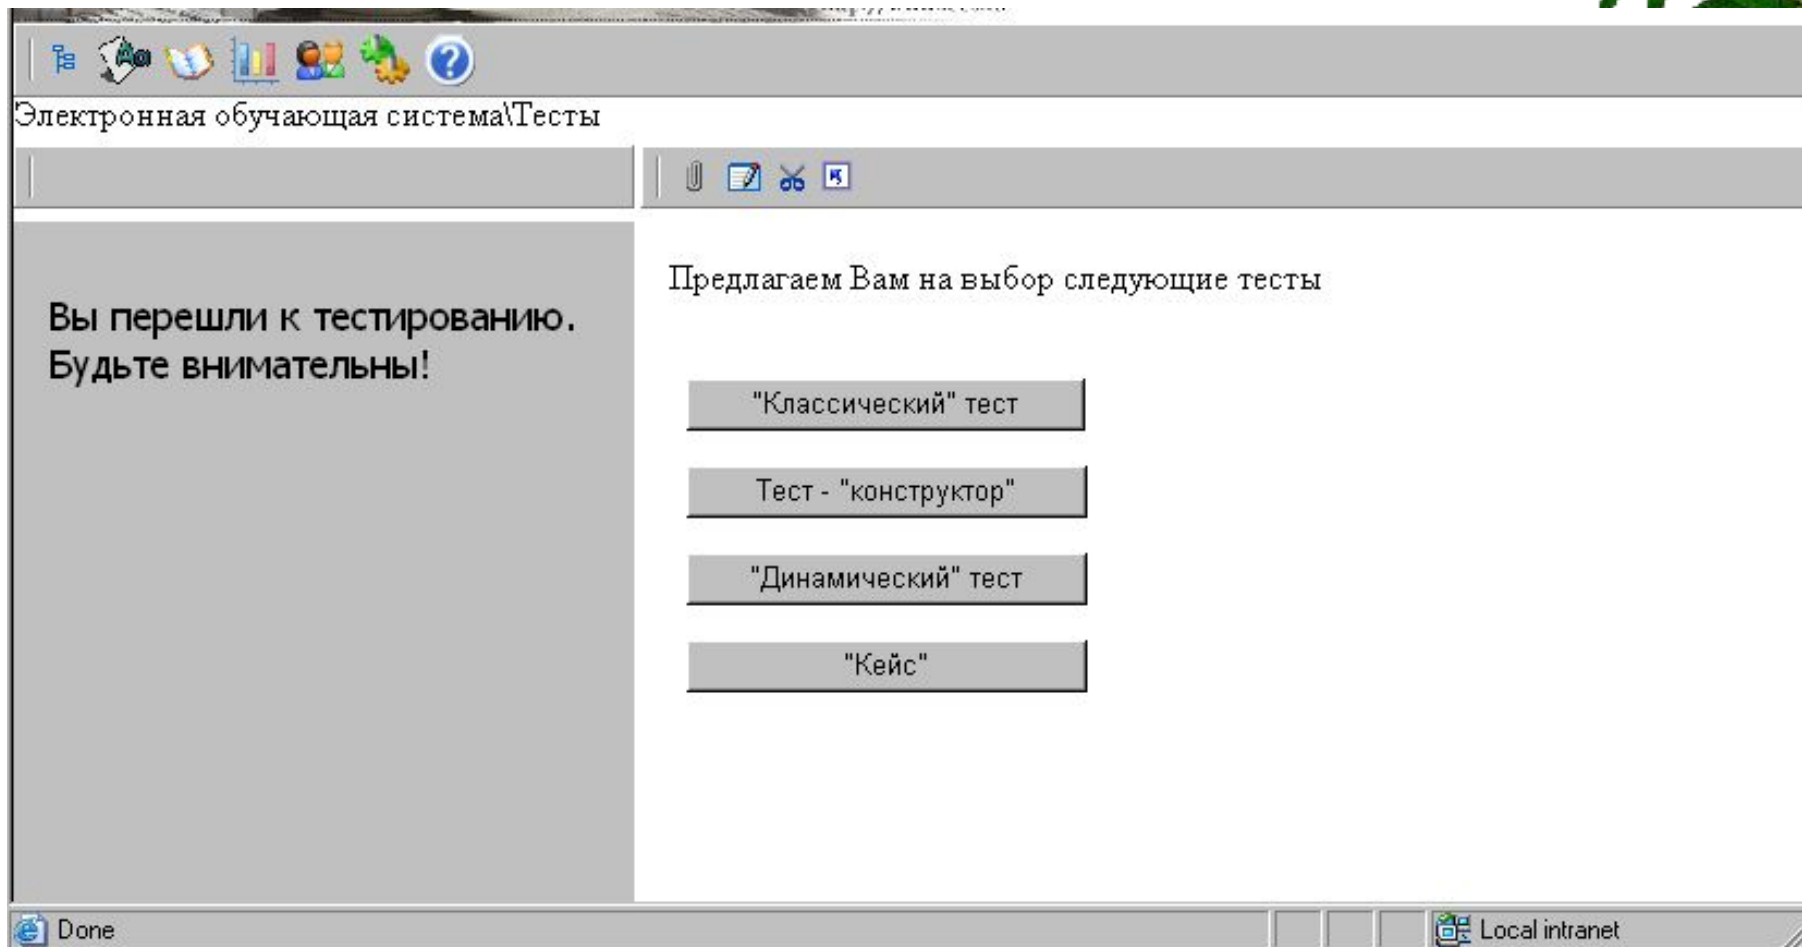 Электронная обучающая система\Тесты
Вы перешли к тестированию.
Будьте внимательны!
Предлагаем Вам на выбор следующие тесты
"Классический" тест
Тест - "конструктор"
"Динамический" тест
"Кейс"
Done
Local intranet